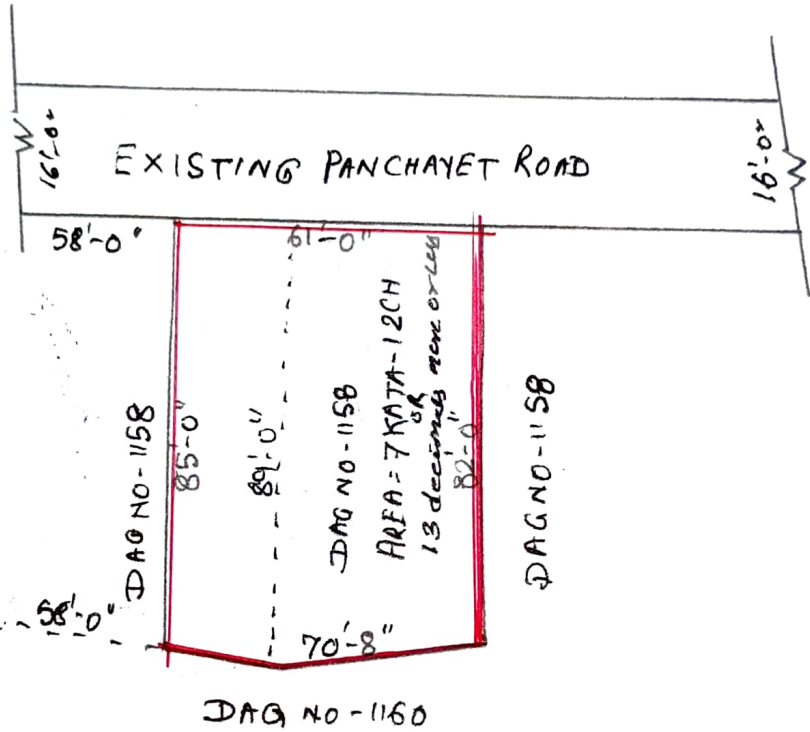 16'-0"
EXISTING PANCHAYET ROAD
16'-0"
58'-0"
61'-0"
DAG NO-1158
85'-0"
89'-0"
DAG NO-1158
AREA = 7 KATA-12CH
OR
13 decimals more or less
82'-0"
DAG NO-1158
58'-0"
70'-8"
DAG NO-1160